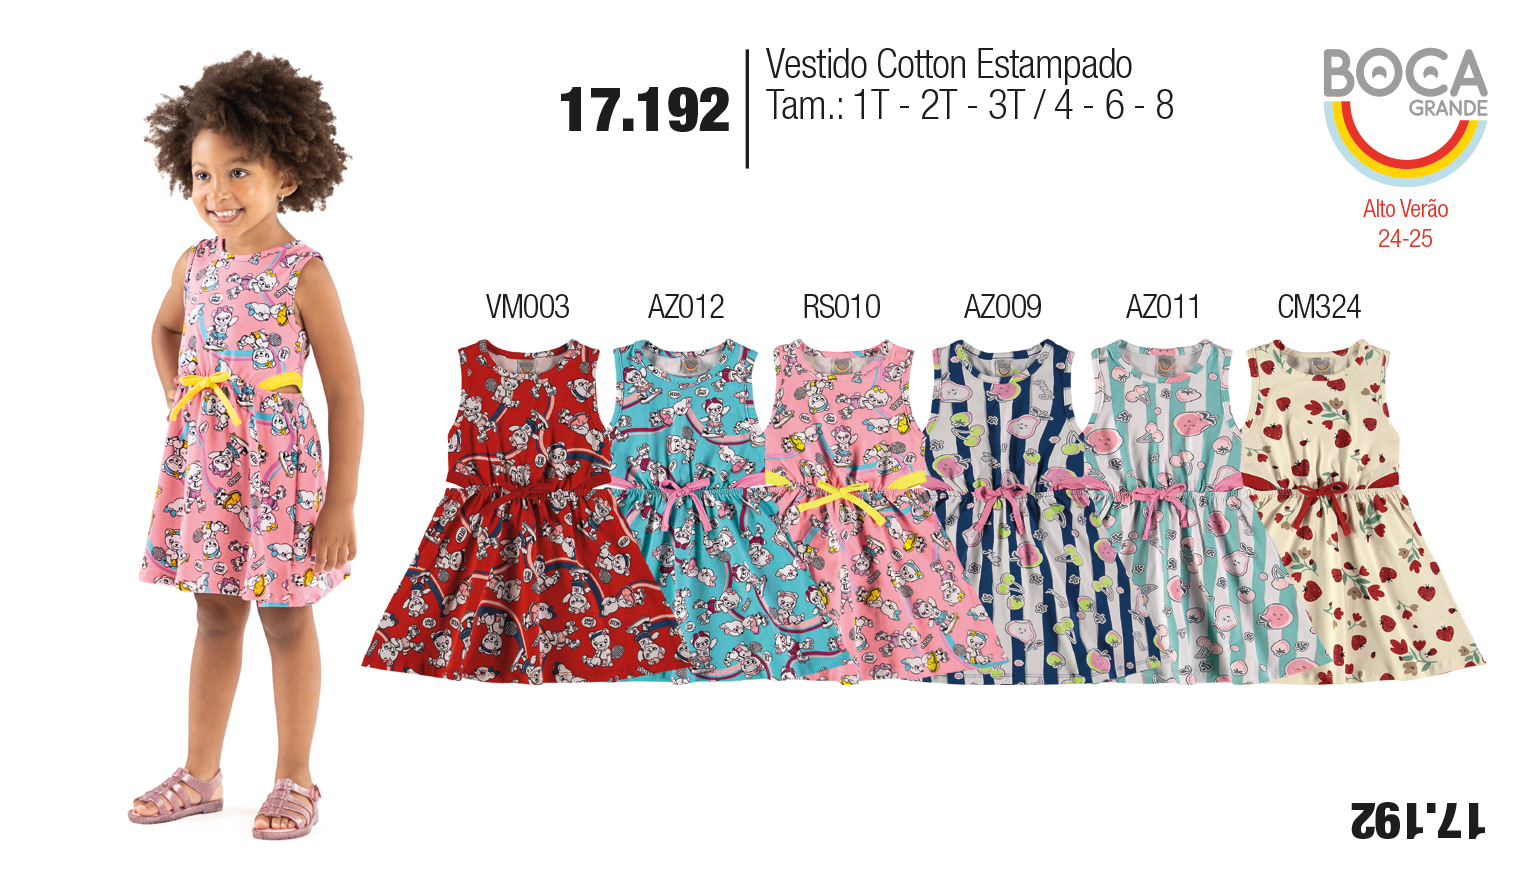 17.192
Vestido Cotton Estampado
Tam.: 1T - 2T - 3T / 4 - 6 - 8
BOCA
GRANDE
Alto Verão
24-25
VM003 AZ012 RS010 AZ009 AZ011 CM324
17.192